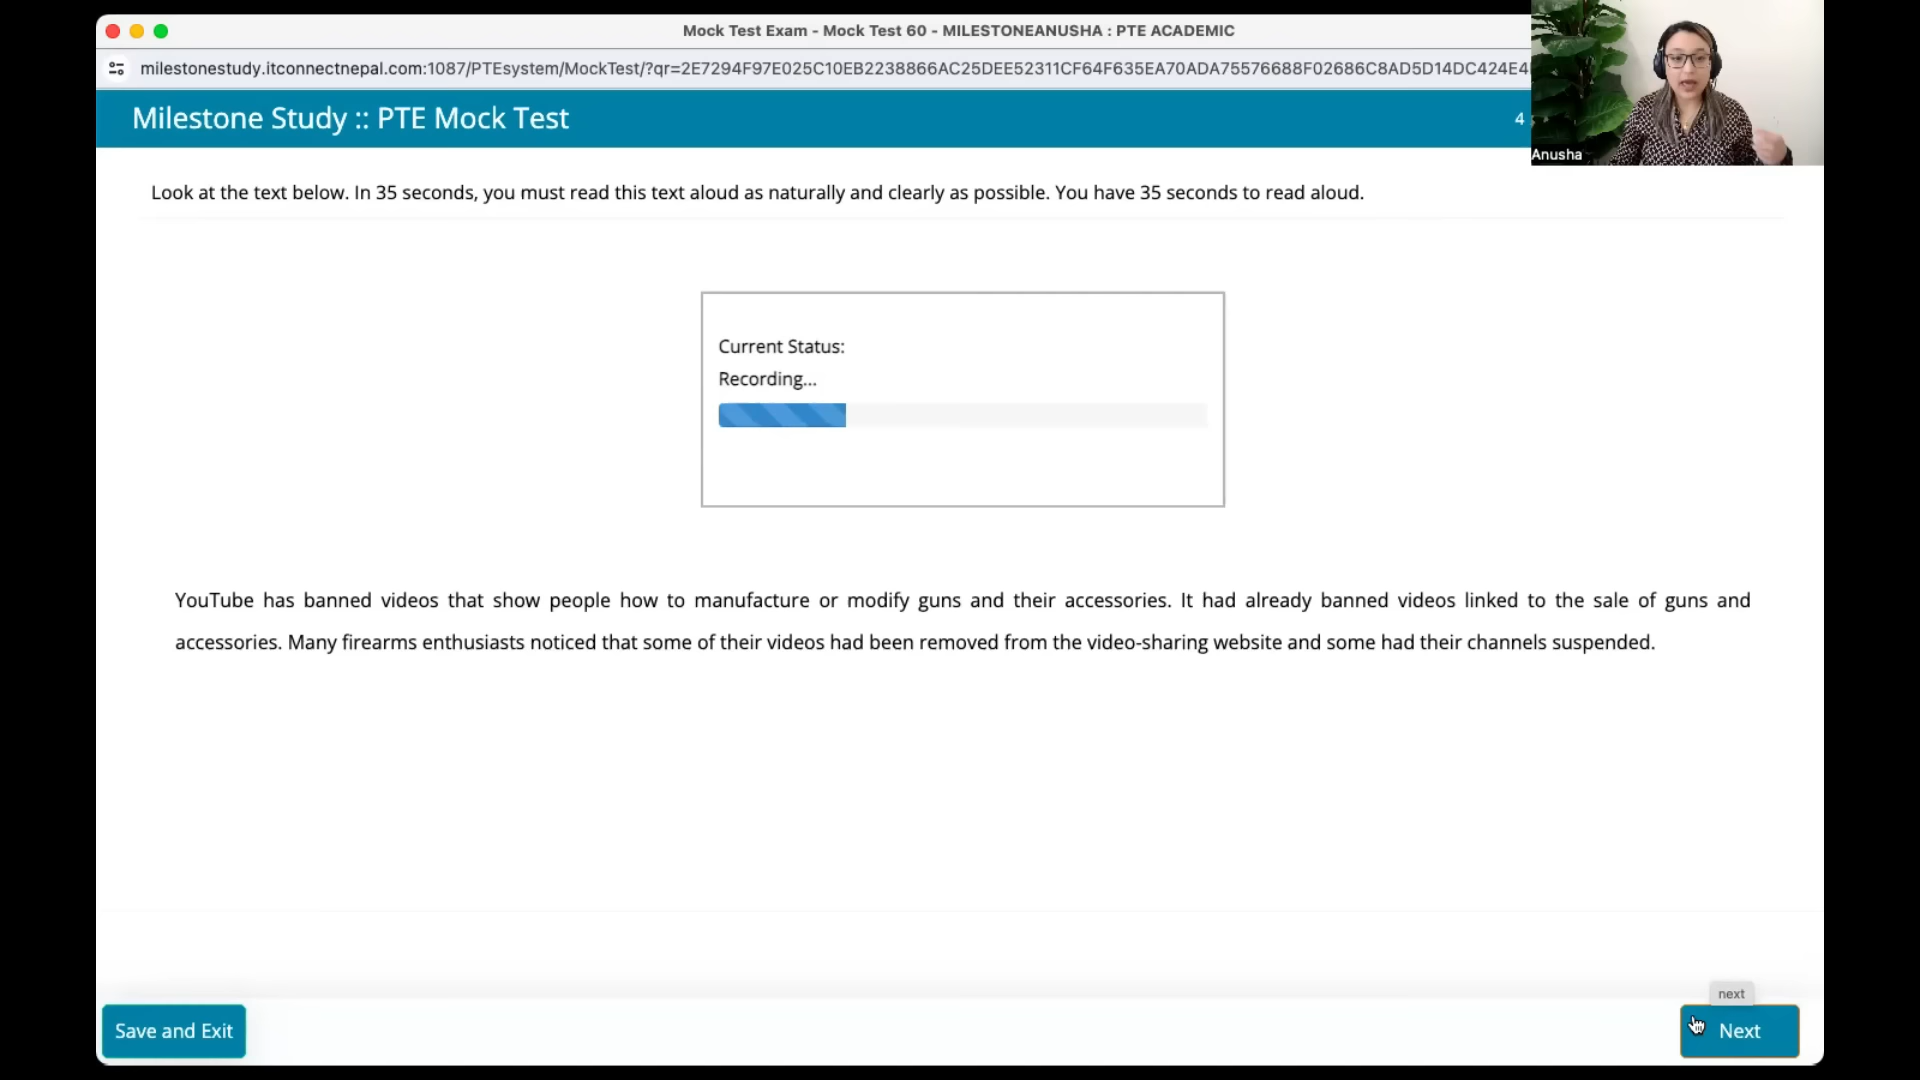 Mock Test Exam - Mock Test 60 - MILESTONEANUSHA : PTE ACADEMIC
milestonestudy.itconnectnepal.com:1087/PTEsystem/MockTest/?qr=2E7294F97E025C10EB2238866AC25DEE52311CF64F635EA70ADA75576688F02686C8AD5D14DC424E4
Milestone Study :: PTE Mock Test
4
Anusha
Look at the text below. In 35 seconds, you must read this text aloud as naturally and clearly as possible. You have 35 seconds to read aloud.
Current Status:
Recording...
YouTube has banned videos that show people how to manufacture or modify guns and their accessories. It had already banned videos linked to the sale of guns and
accessories. Many firearms enthusiasts noticed that some of their videos had been removed from the video-sharing website and some had their channels suspended.
next
Save and Exit
Next